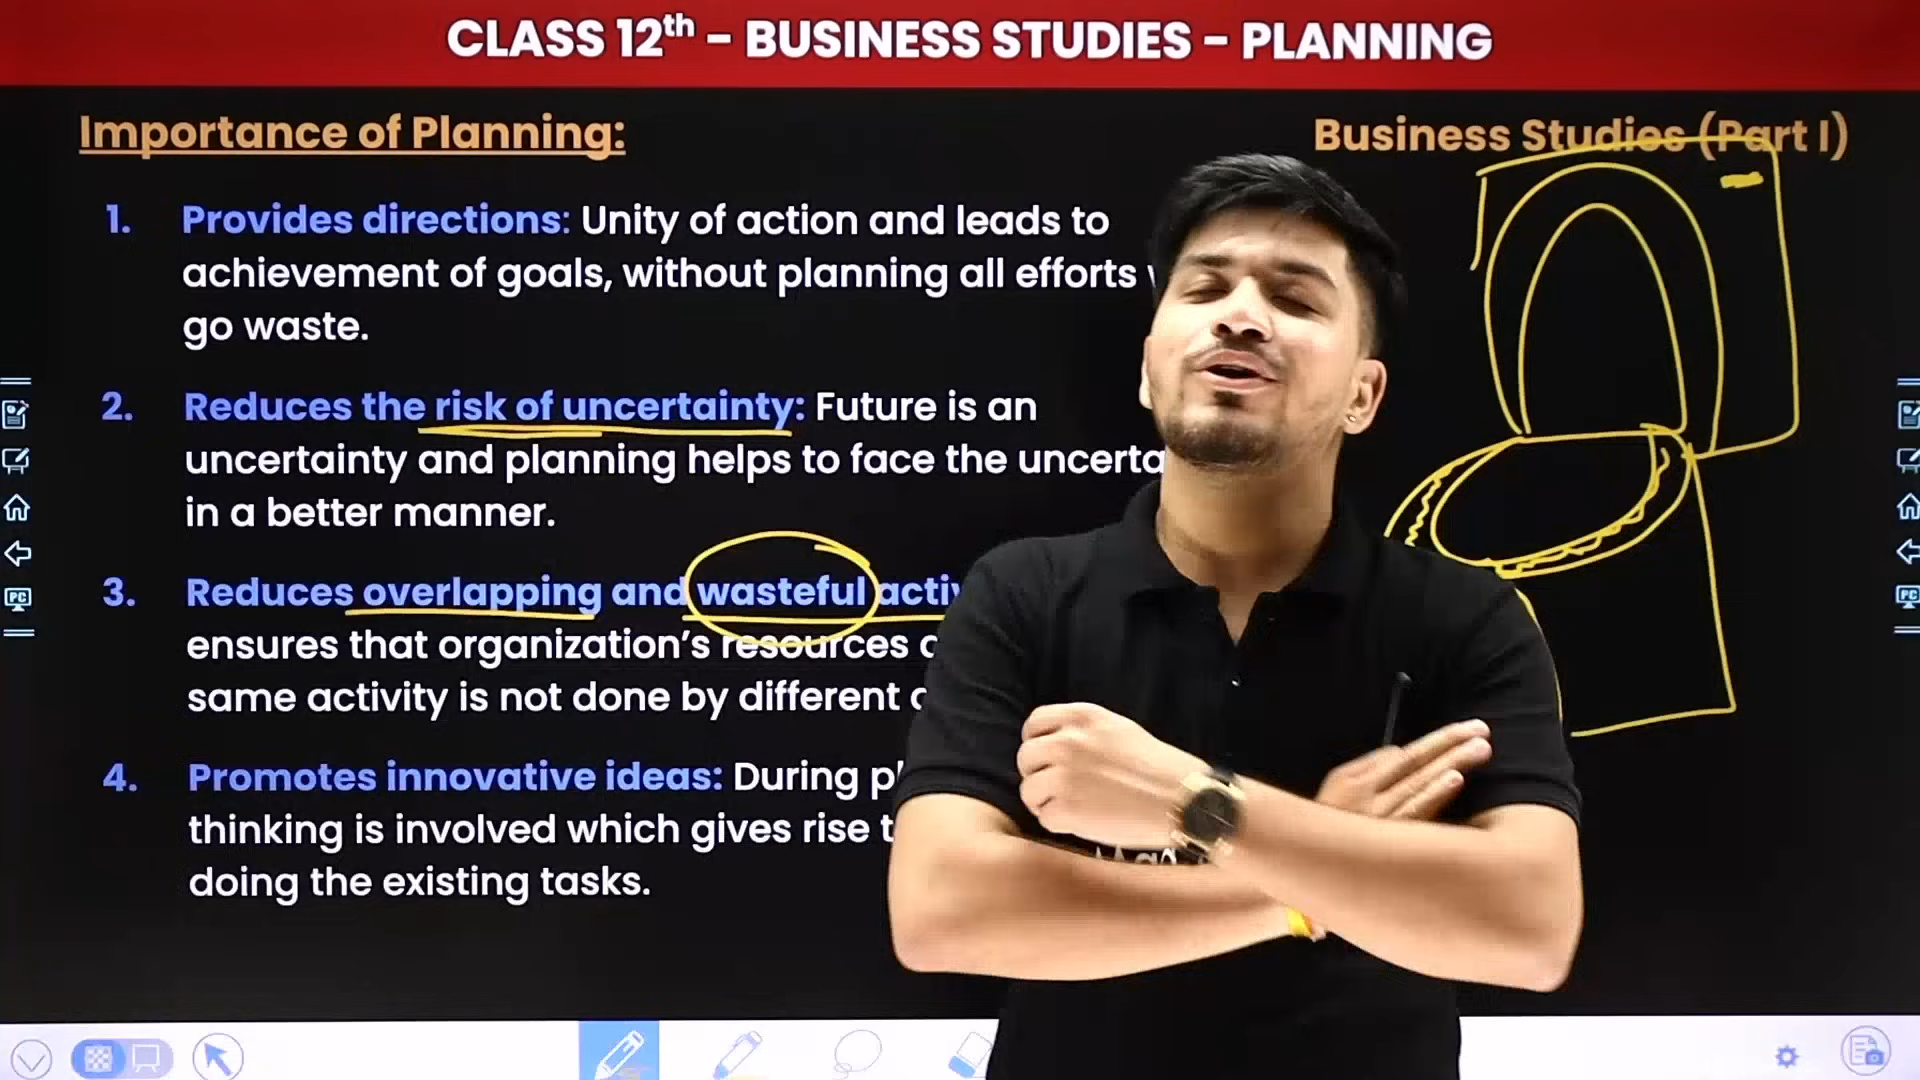 CLASS 12th – BUSINESS STUDIES – PLANNING
Importance of Planning:
Business Studies (Part I)
1. Provides directions: Unity of action and leads to
achievement of goals, without planning all efforts
go waste.
2. Reduces the risk of uncertainty: Future is an
uncertainty and planning helps to face the
in a better manner.
3. Reduces overlapping and wasteful
ensures that organization's resources
same activity is not done by different
4. Promotes innovative ideas: During
thinking is involved which gives rise
doing the existing tasks.
PC
PC